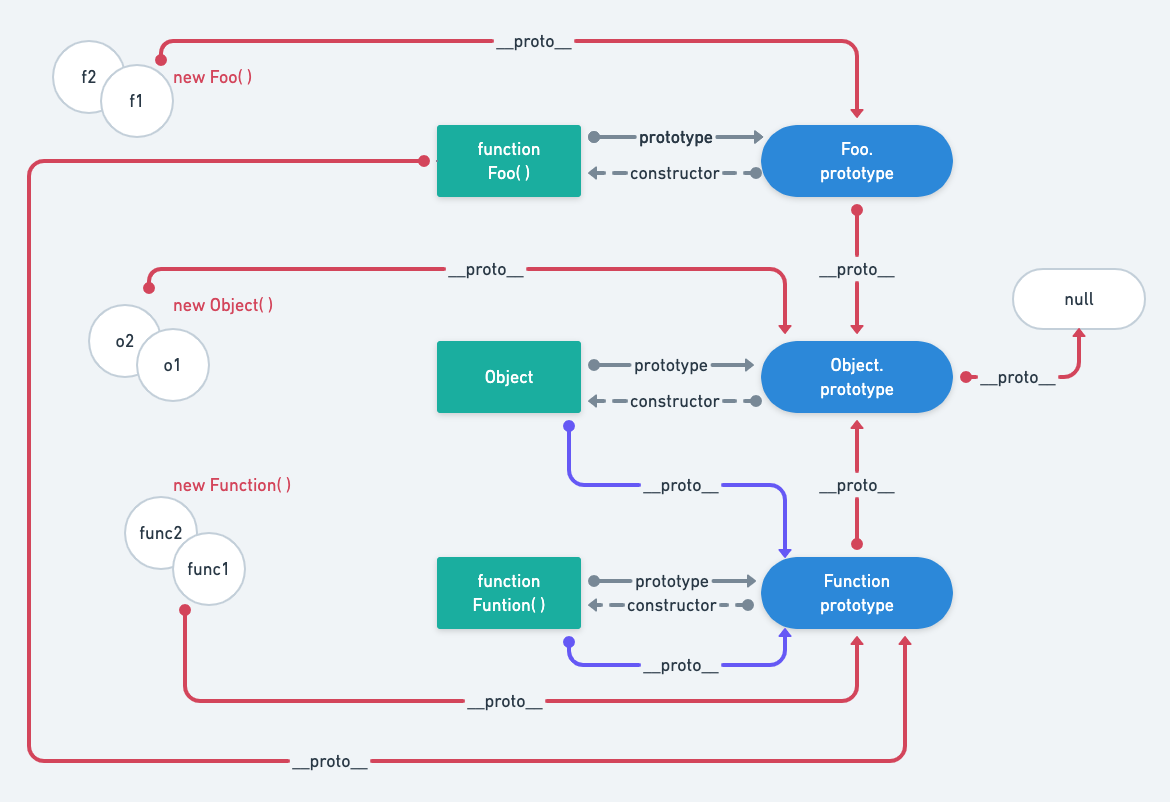 __proto__
f2
f1
new Foo( )
function
Foo( )
prototype
constructor
Foo.
prototype
__proto__
__proto__
new Object( )
o2
o1
null
Object
prototype
constructor
Object.
prototype
__proto__
new Function( )
__proto__
__proto__
func2
func1
function
Funtion( )
prototype
constructor
Function
prototype
__proto__
__proto__
__proto__